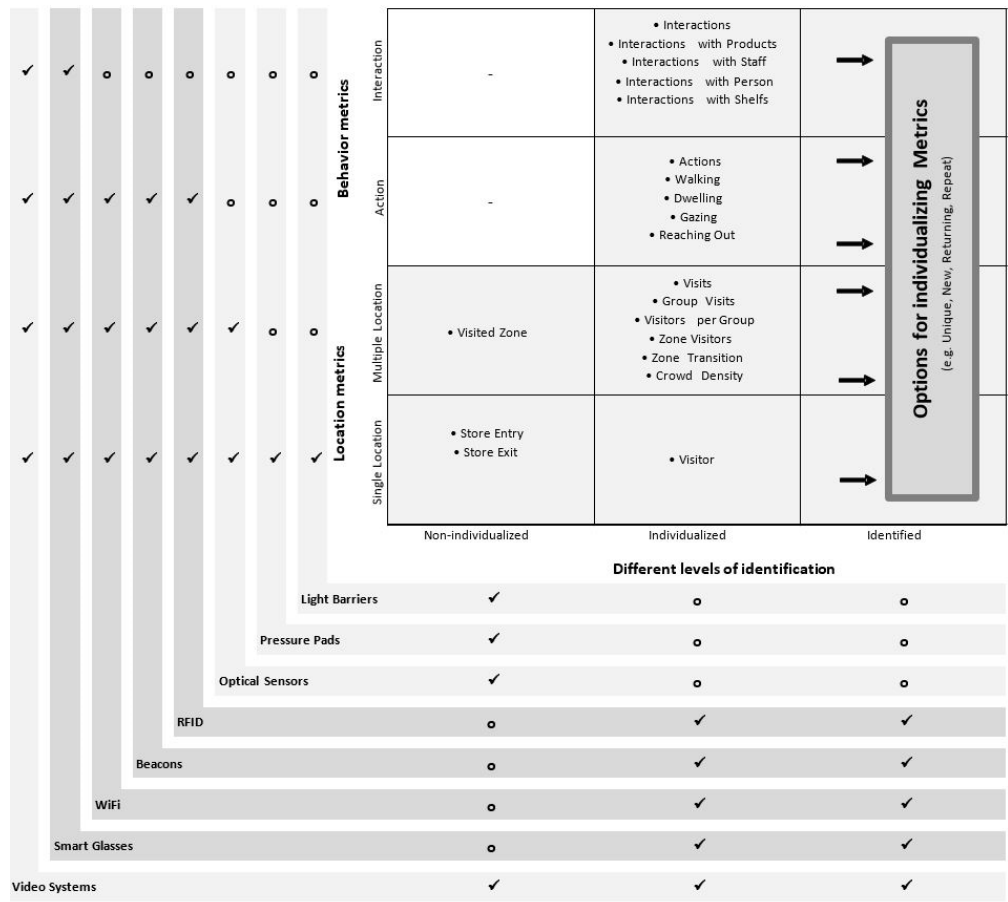 ✓ ✓ o o o o o o
Behavior metrics
Interaction
-
• Interactions
• Interactions with Products
• Interactions with Staff
• Interactions with Person
• Interactions with Shelfs
✓ ✓ ✓ ✓ ✓ o o o
Action
-
• Actions
• Walking
• Dwelling
• Gazing
• Reaching Out
✓ ✓ ✓ ✓ ✓ ✓ o o
Location metrics
Multiple Location
• Visited Zone
• Visits
• Group Visits
• Visitors per Group
• Zone Visitors
• Zone Transition
• Crowd Density
✓ ✓ ✓ ✓ ✓ ✓ ✓ ✓
Single Location
• Store Entry
• Store Exit
• Visitor
Options for individualizing Metrics
(e.g. Unique, New, Returning, Repeat)
Non-individualized Individualized Identified
Different levels of identification
Light Barriers ✓ o o
Pressure Pads ✓ o o
Optical Sensors ✓ o o
RFID o ✓ ✓
Beacons o ✓ ✓
WiFi o ✓ ✓
Smart Glasses o ✓ ✓
Video Systems ✓ ✓ ✓